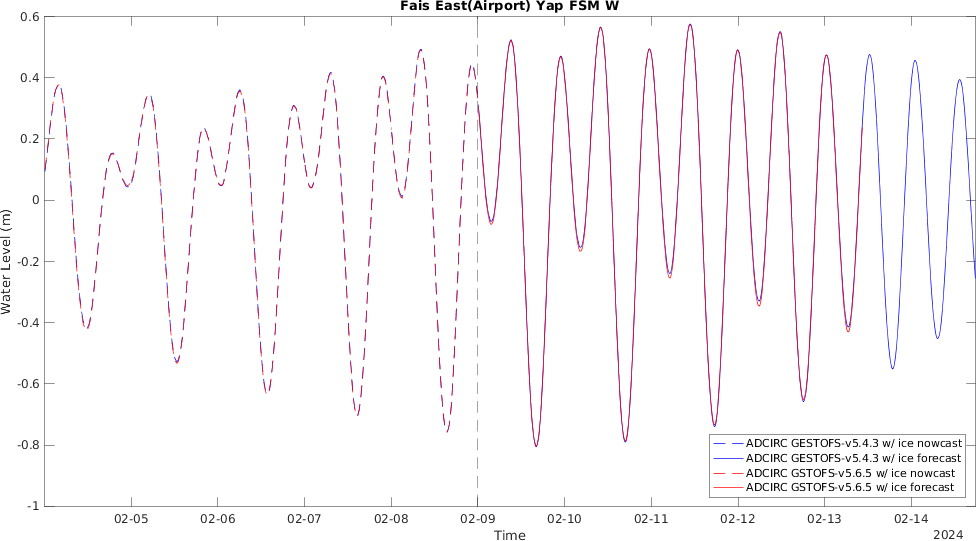 Fais East(Airport) Yap FSM W
0.6
0.4
0.2
0
-0.2
-0.4
-0.6
-0.8
-1
Water Level (m)
ADCIRC GESTOFS-v5.4.3 w/ ice nowcast
ADCIRC GESTOFS-v5.4.3 w/ ice forecast
ADCIRC GSTOFS-v5.6.5 w/ ice nowcast
ADCIRC GSTOFS-v5.6.5 w/ ice forecast
02-05 02-06 02-07 02-08 02-09 02-10 02-11 02-12 02-13 02-14
Time
2024